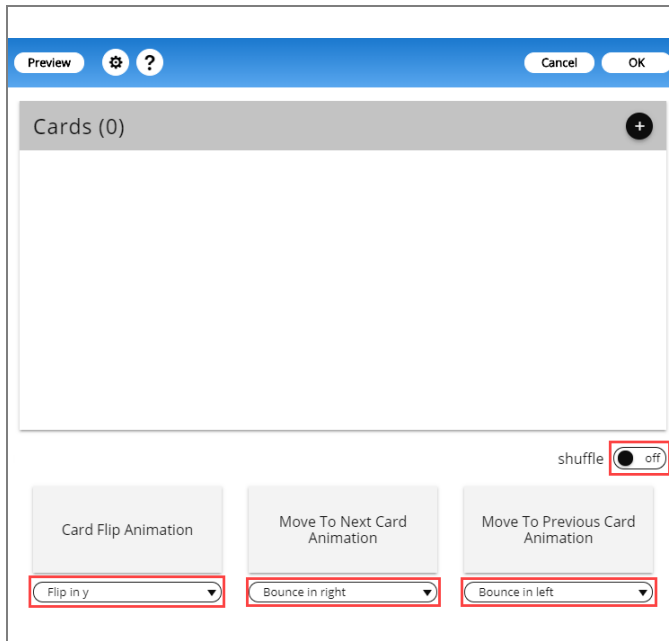 Preview ? Cancel OK
Cards (0) +
shuffle off
Card Flip Animation
Move To Next Card
Animation
Move To Previous Card
Animation
Flip in y
Bounce in right
Bounce in left